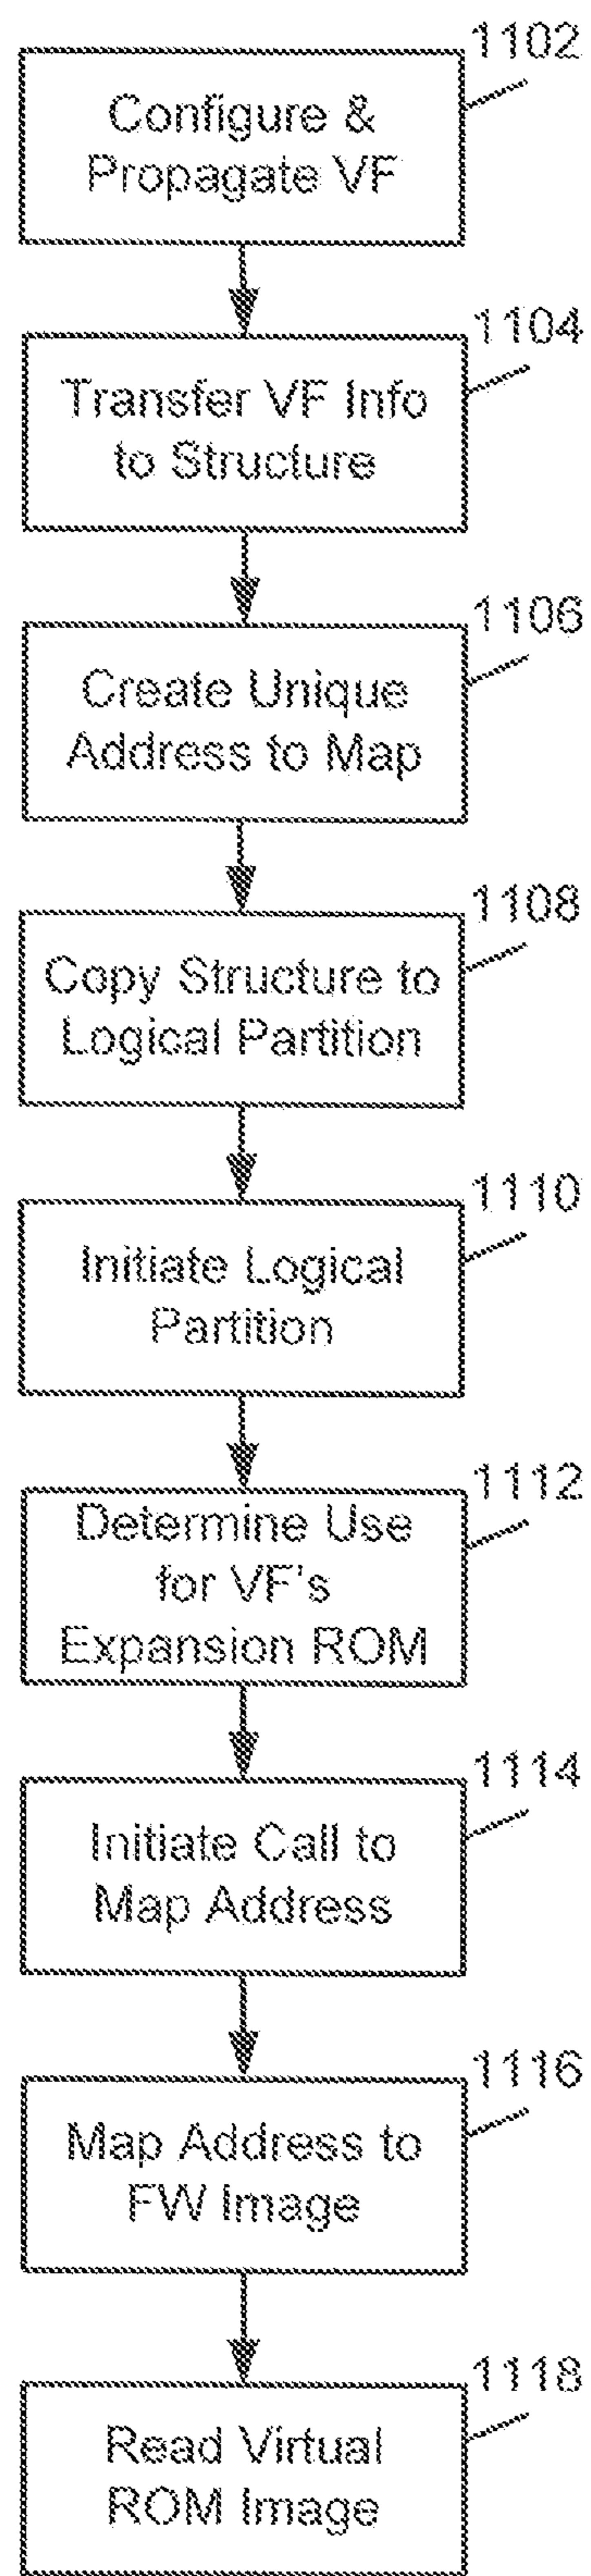 1102
Configure &
Propagate VF
1104
Transfer VF Info
to Structure
1106
Create Unique
Address to Map
1108
Copy Structure to
Logical Partition
1110
Initiate Logical
Partition
1112
Determine Use
for VF's
Expansion ROM
1114
Initiate Call to
Map Address
1116
Map Address to
FW Image
1118
Read Virtual
ROM Image